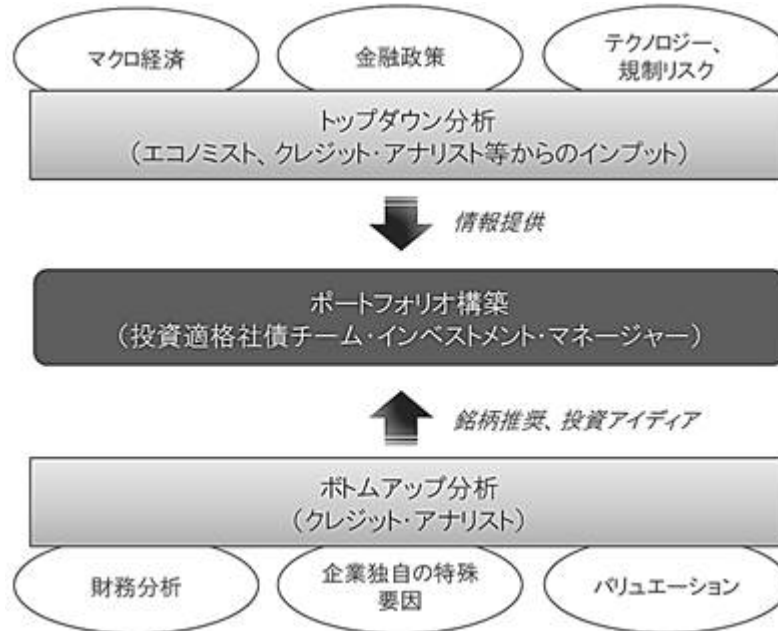 マクロ経済
金融政策
テクノロジー、
規制リスク
トップダウン分析
（エコノミスト、クレジット・アナリスト等からのインプット）
情報提供
ポートフォリオ構築
（投資適格社債チーム・インベストメント・マネージャー）
銘柄推奨、投資アイディア
ボトムアップ分析
（クレジット・アナリスト）
財務分析
企業独自の特殊
要因
バリュエーション